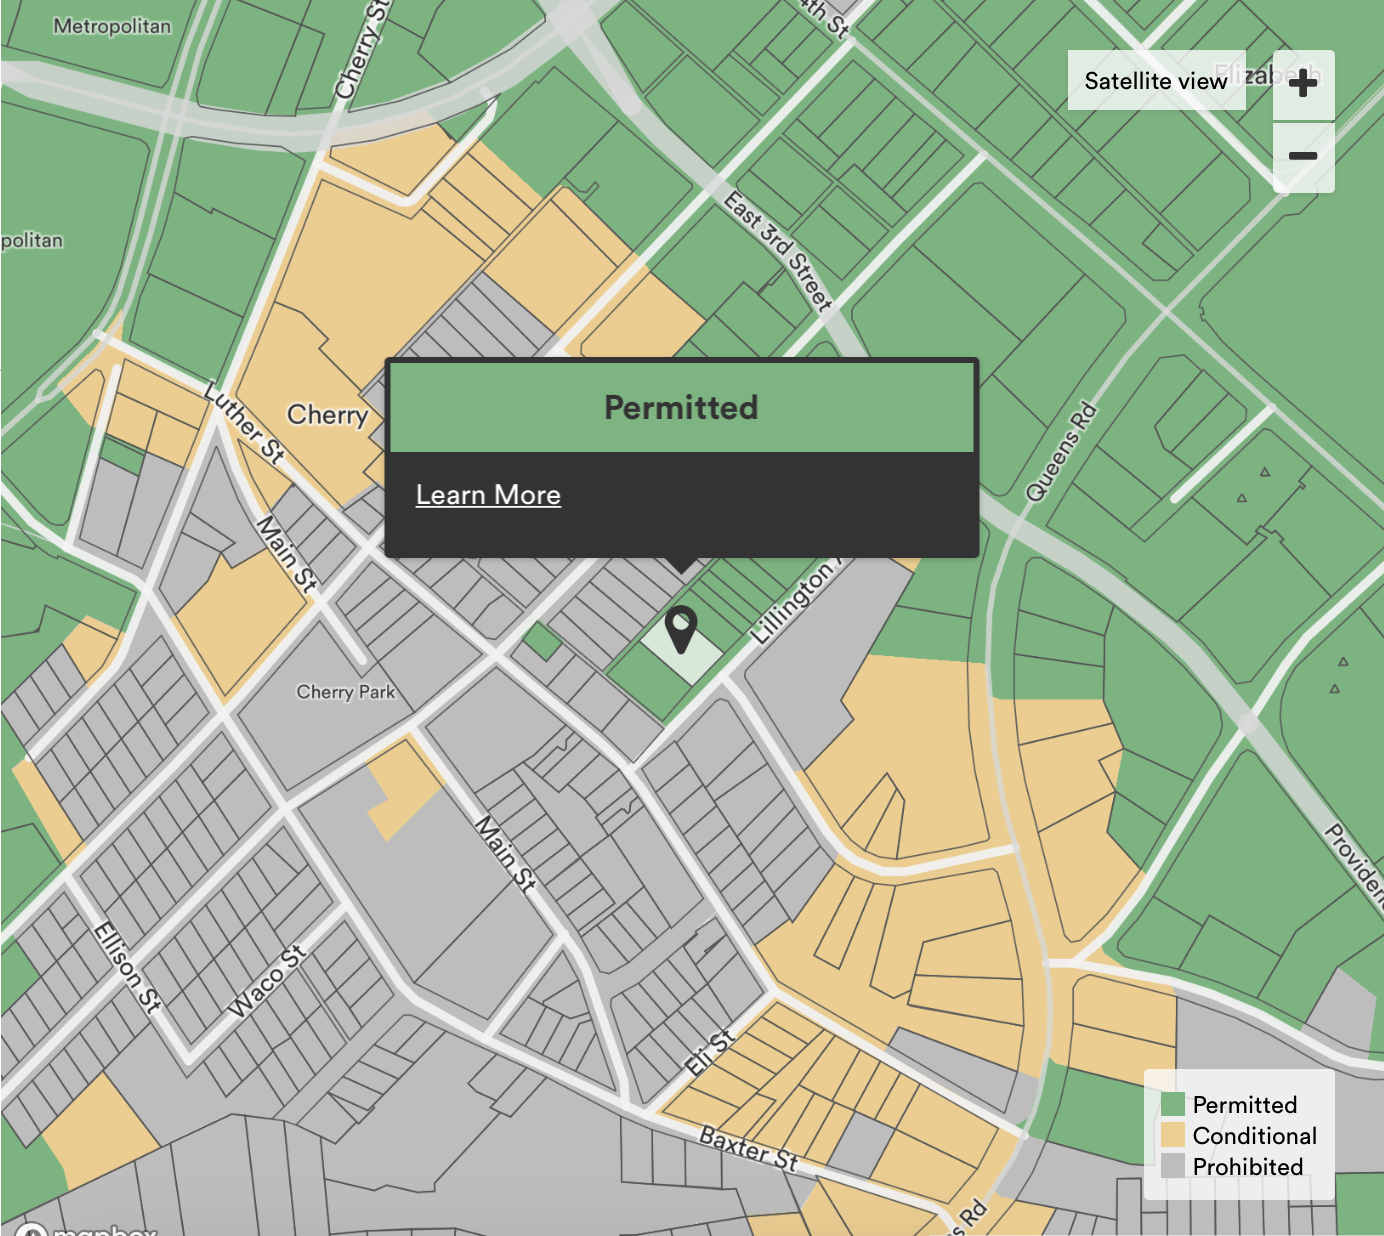 Metropolitan
Cherry St
4th St
Satellite view
Elizabeth
politan
East 3rd Street
Luther St
Cherry
Permitted
Learn More
Queens Rd
Main St
Lillington
Cherry Park
Main St
Ellison St
Waco St
Eli St
Baxter St
Permitted
Conditional
Prohibited
s Rd
mapbox